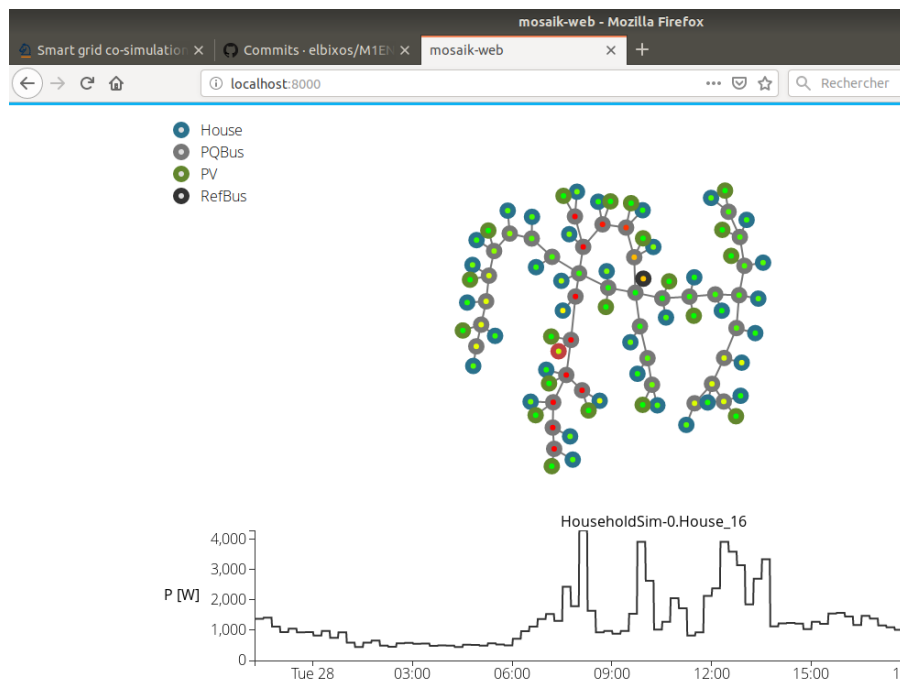 mosaik-web - Mozilla Firefox
Smart grid co-simulation
Commits · elbixos/M1EN
mosaik-web
localhost:8000
Rechercher
House
PQBus
PV
RefBus
HouseholdSim-0.House_16
4,000
3,000
P [W]
2,000
1,000
0
Tue 28 03:00 06:00 09:00 12:00 15:00 1